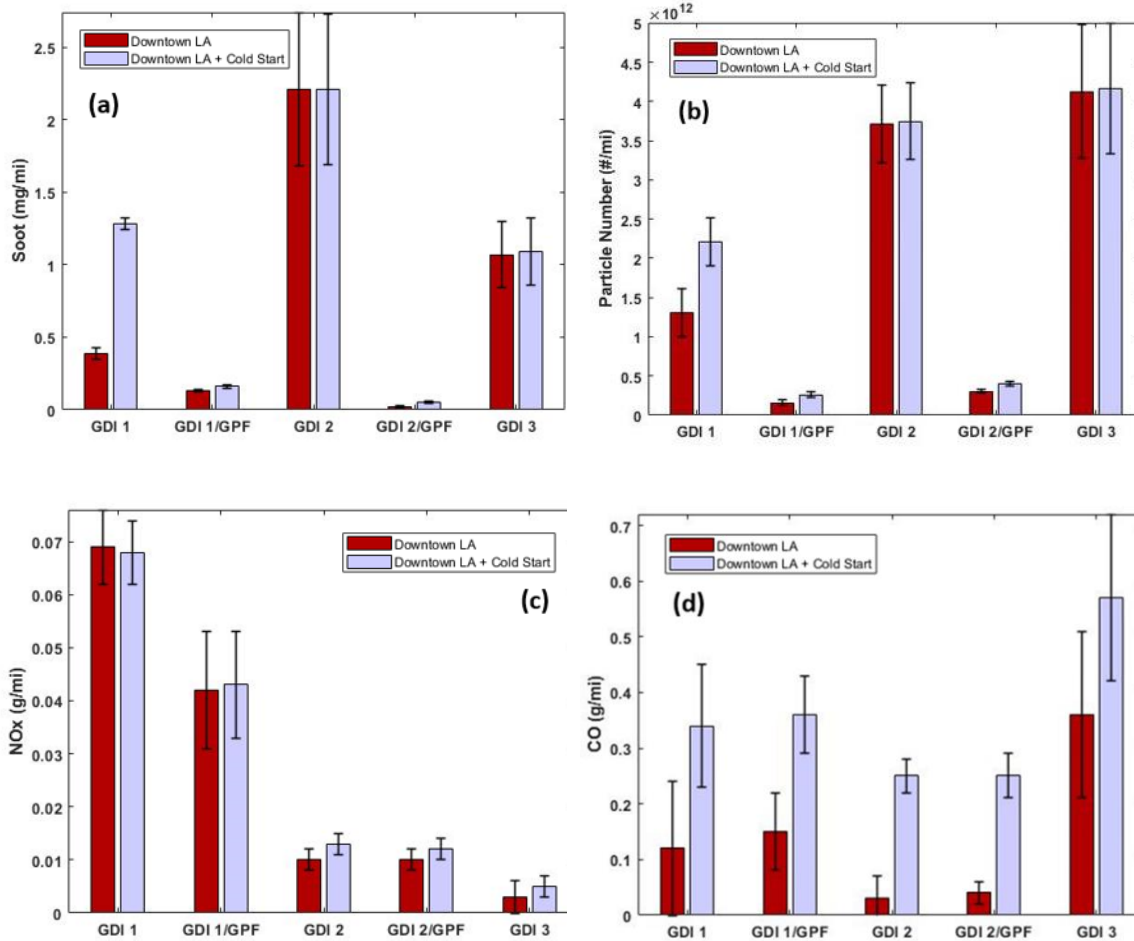 Downtown LA
Downtown LA + Cold Start
(a)
Soot (mg/mi)
2.5
2
1.5
1
0.5
0
GDI 1
GDI 1/GPF
GDI 2
GDI 2/GPF
GDI 3
×10^12
Downtown LA
Downtown LA + Cold Start
(b)
Particle Number (#/mi)
5
4.5
4
3.5
3
2.5
2
1.5
1
0.5
0
GDI 1
GDI 1/GPF
GDI 2
GDI 2/GPF
GDI 3
Downtown LA
Downtown LA + Cold Start
(c)
NOx (g/mi)
0.07
0.06
0.05
0.04
0.03
0.02
0.01
0
GDI 1
GDI 1/GPF
GDI 2
GDI 2/GPF
GDI 3
Downtown LA
Downtown LA + Cold Start
(d)
CO (g/mi)
0.7
0.6
0.5
0.4
0.3
0.2
0.1
0
GDI 1
GDI 1/GPF
GDI 2
GDI 2/GPF
GDI 3